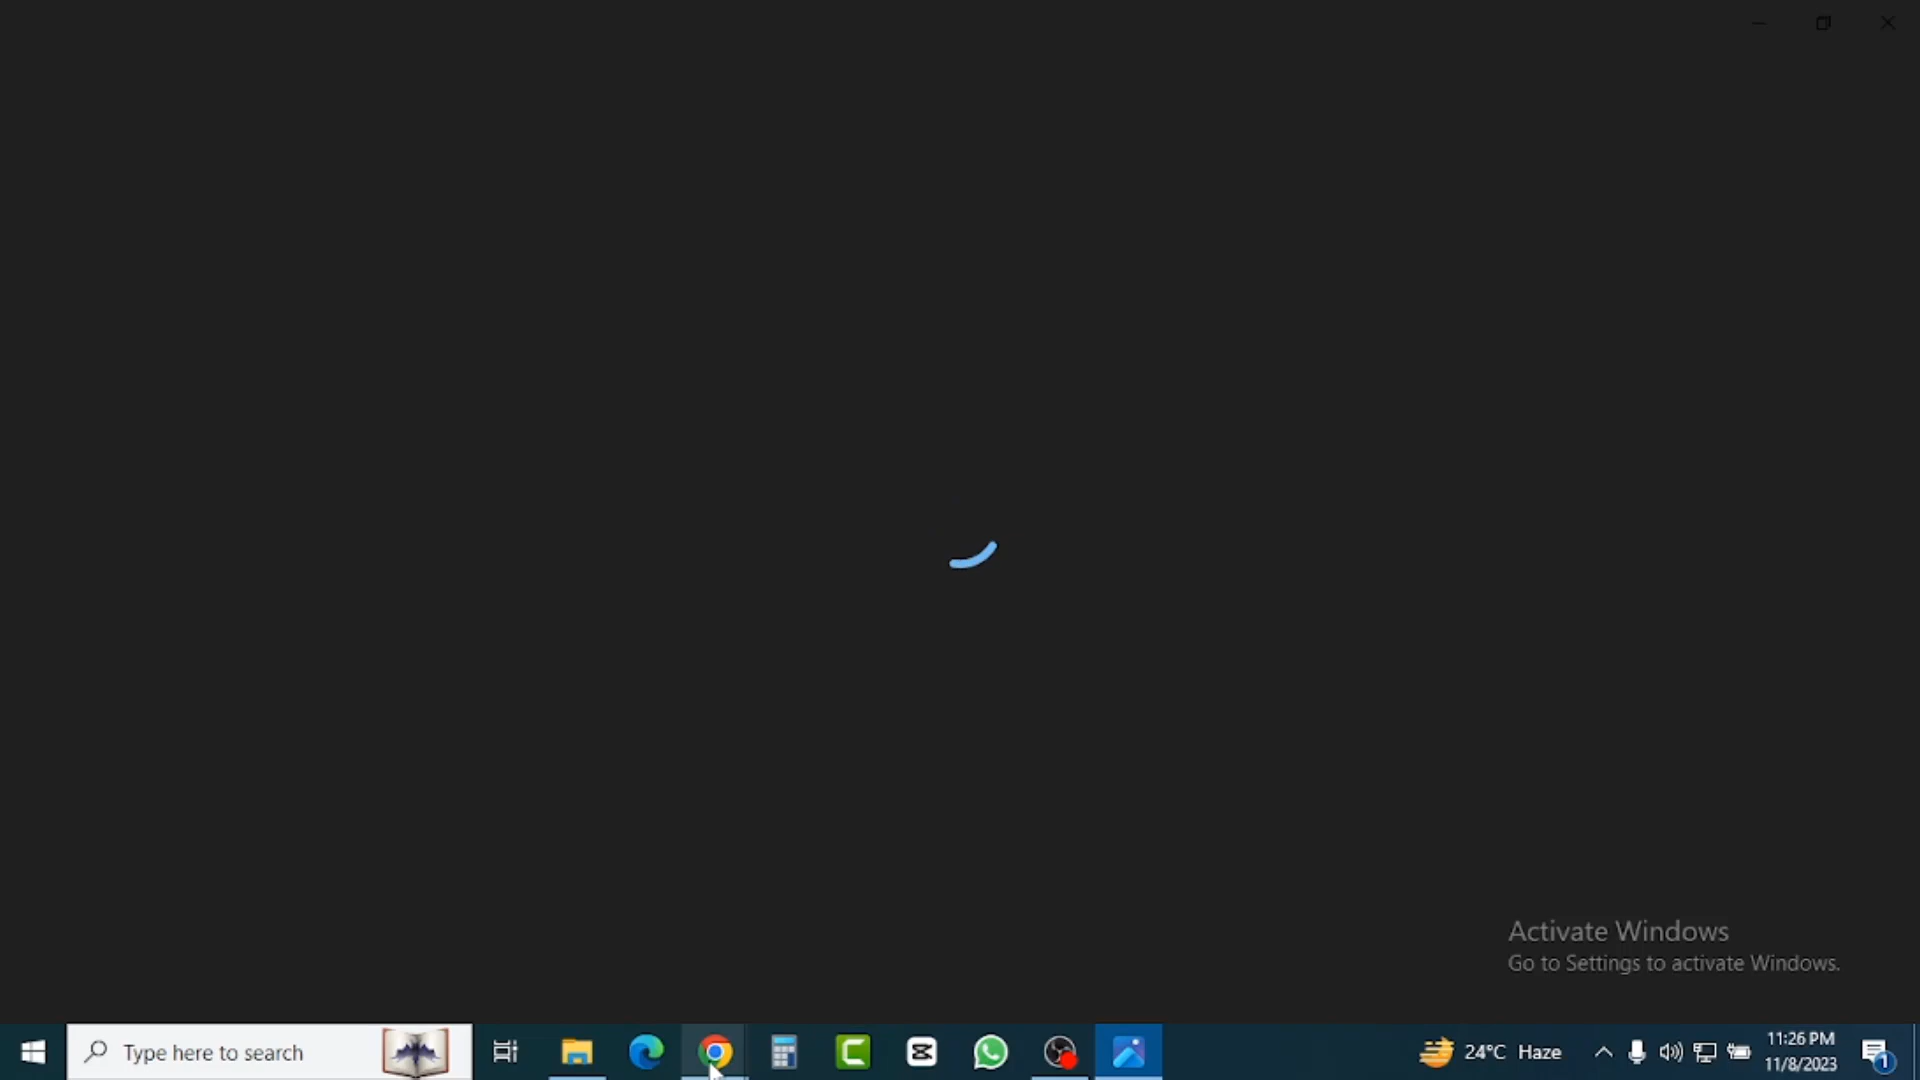 Activate Windows
Go to Settings to activate Windows.
Type here to search
24°C Haze
11:26 PM
11/8/2023
1